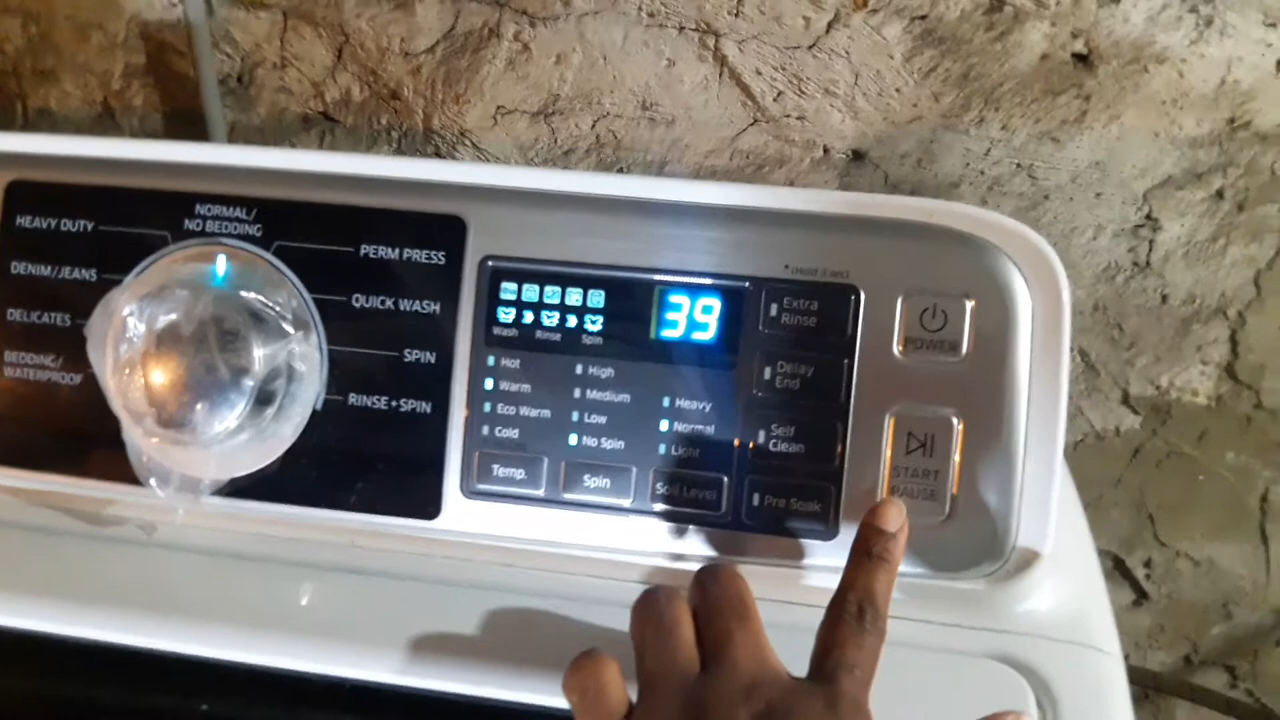 HEAVY DUTY
DENIM/JEANS
DELICATES
BEDDING/
WATERPROOF
NORMAL/
NO BEDDING
PERM PRESS
QUICK WASH
SPIN
RINSE+SPIN
39
Wash
Rinse
Spin
Hot
Warm
Eco Warm
Cold
Temp.
High
Medium
Low
No Spin
Spin
Heavy
Normal
Light
Soil Level
*(Hold 3 sec)
Extra
Rinse
Delay
End
Self
Clean
Pre Soak
POWER
START
PAUSE